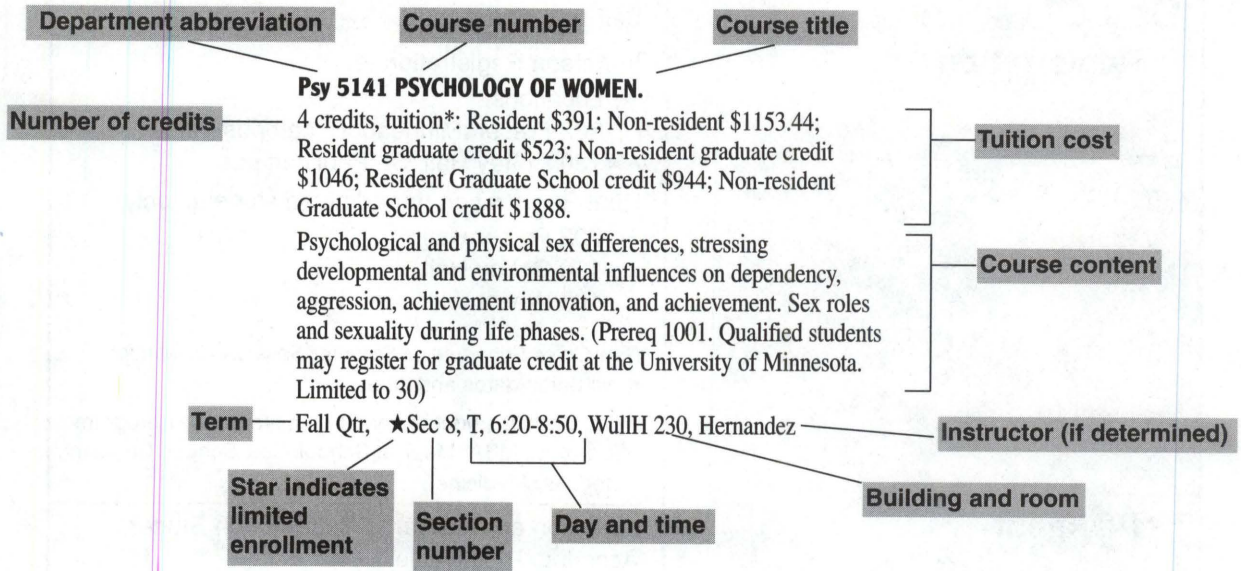 Department abbreviation
Course number
Course title
Psy 5141 PSYCHOLOGY OF WOMEN.
Number of credits
4 credits, tuition*: Resident $391; Non-resident $1153.44;
Resident graduate credit $523; Non-resident graduate credit
$1046; Resident Graduate School credit $944; Non-resident
Graduate School credit $1888.
Tuition cost
Psychological and physical sex differences, stressing
developmental and environmental influences on dependency,
aggression, achievement innovation, and achievement. Sex roles
and sexuality during life phases. (Prereq 1001. Qualified students
may register for graduate credit at the University of Minnesota.
Limited to 30)
Course content
Term
Fall Qtr, ★Sec 8, T, 6:20-8:50, WullH 230, Hernandez
Instructor (if determined)
Star indicates
limited
enrollment
Section
number
Day and time
Building and room